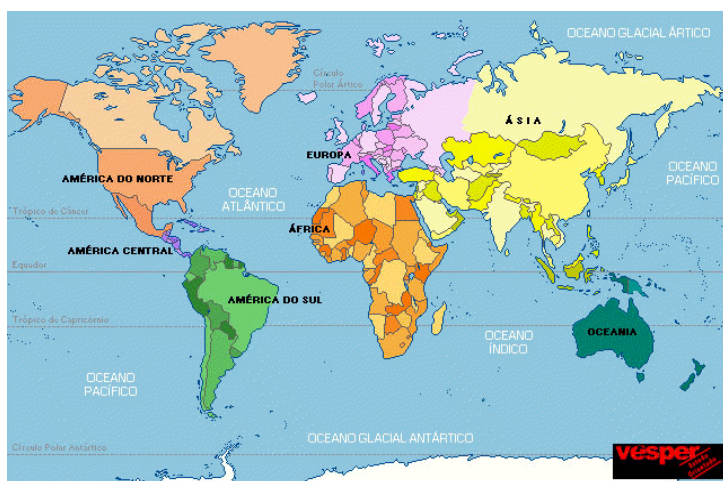 OCEANO GLACIAL ÁRTICO
Círculo
Polar Ártico
ÁSIA
EUROPA
AMÉRICA DO NORTE
OCEANO
PACÍFICO
OCEANO
ATLÂNTICO
Trópico de Câncer
ÁFRICA
AMÉRICA CENTRAL
Equador
AMÉRICA DO SUL
Trópico de Capricórnio
OCEANO
ÍNDICO
OCEANIA
OCEANO
PACÍFICO
OCEANO GLACIAL ANTÁRTICO
Círculo Polar Antártico
vesper